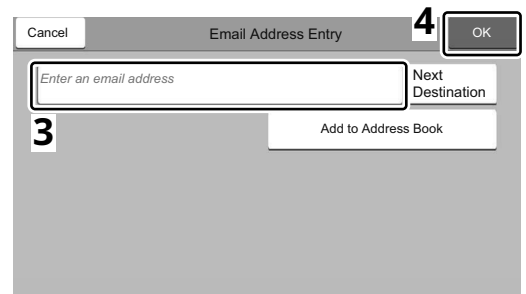 Cancel
Email Address Entry
4
OK
Enter an email address
Next
Destination
3
Add to Address Book